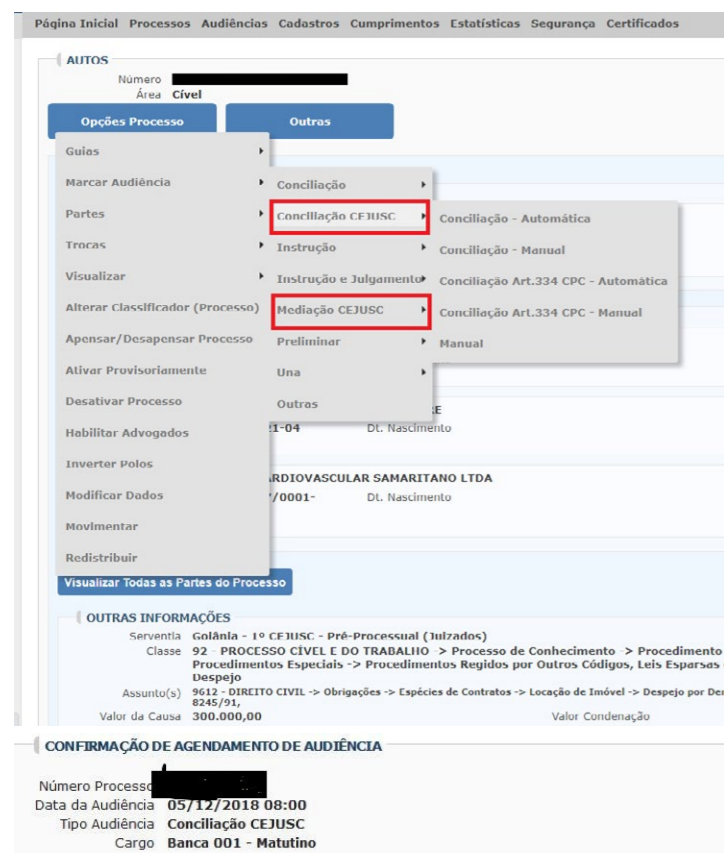 Página Inicial Processos Audiências Cadastros Cumprimentos Estatísticas Segurança Certificados
AUTOS
Número
Área Cível
Opções Processo Outras
Guias
Marcar Audiência
Partes
Trocas
Visualizar
Alterar Classificador (Processo)
Apensar/Desapensar Processo
Ativar Provisoriamente
Desativar Processo
Habilitar Advogados
Inverter Polos
Modificar Dados
Movimentar
Redistribuir
Conciliação
Conciliação CEJUSC
Instrução
Instrução e Julgamento
Mediação CEJUSC
Preliminar
Una
Outras
Conciliação - Automática
Conciliação - Manual
Conciliação Art.334 CPC - Automática
Conciliação Art.334 CPC - Manual
Manual
1-04 Dt. Nascimento
RDIOVASCULAR SAMARITANO LTDA
/0001- Dt. Nascimento
Visualizar Todas as Partes do Processo
OUTRAS INFORMAÇÕES
Serventia Goiânia - 1º CEJUSC - Pré-Processual (Juizados)
Classe 92 - PROCESSO CÍVEL E DO TRABALHO -> Processo de Conhecimento -> Procedimento
Procedimentos Especiais -> Procedimentos Regidos por Outros Códigos, Leis Esparsas
Despejo
Assunto(s) 9612 - DIREITO CIVIL -> Obrigações -> Espécies de Contratos -> Locação de Imóvel -> Despejo por Der
8245/91,
Valor da Causa 300.000,00 Valor Condenação
CONFIRMAÇÃO DE AGENDAMENTO DE AUDIÊNCIA
Número Processo
Data da Audiência 05/12/2018 08:00
Tipo Audiência Conciliação CEJUSC
Cargo Banca 001 - Matutino